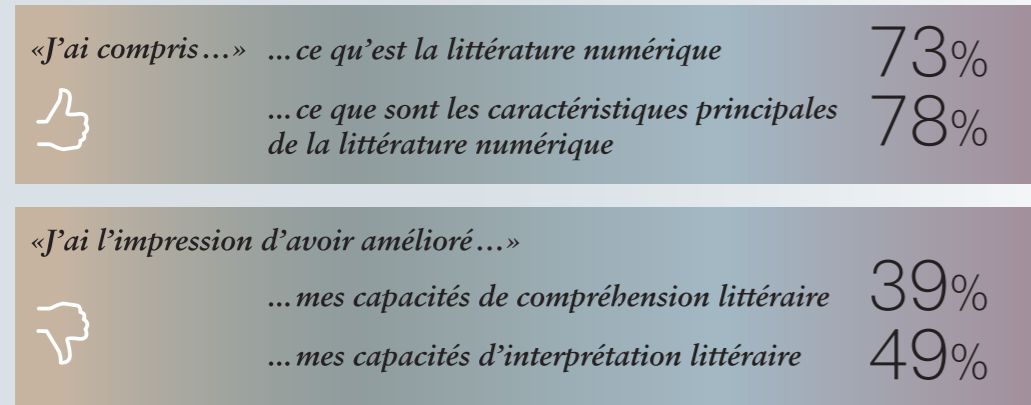 «J’ai compris…» …ce qu’est la littérature numérique 73%
…ce que sont les caractéristiques principales
de la littérature numérique 78%
«J’ai l’impression d’avoir amélioré…»
…mes capacités de compréhension littéraire 39%
…mes capacités d’interprétation littéraire 49%